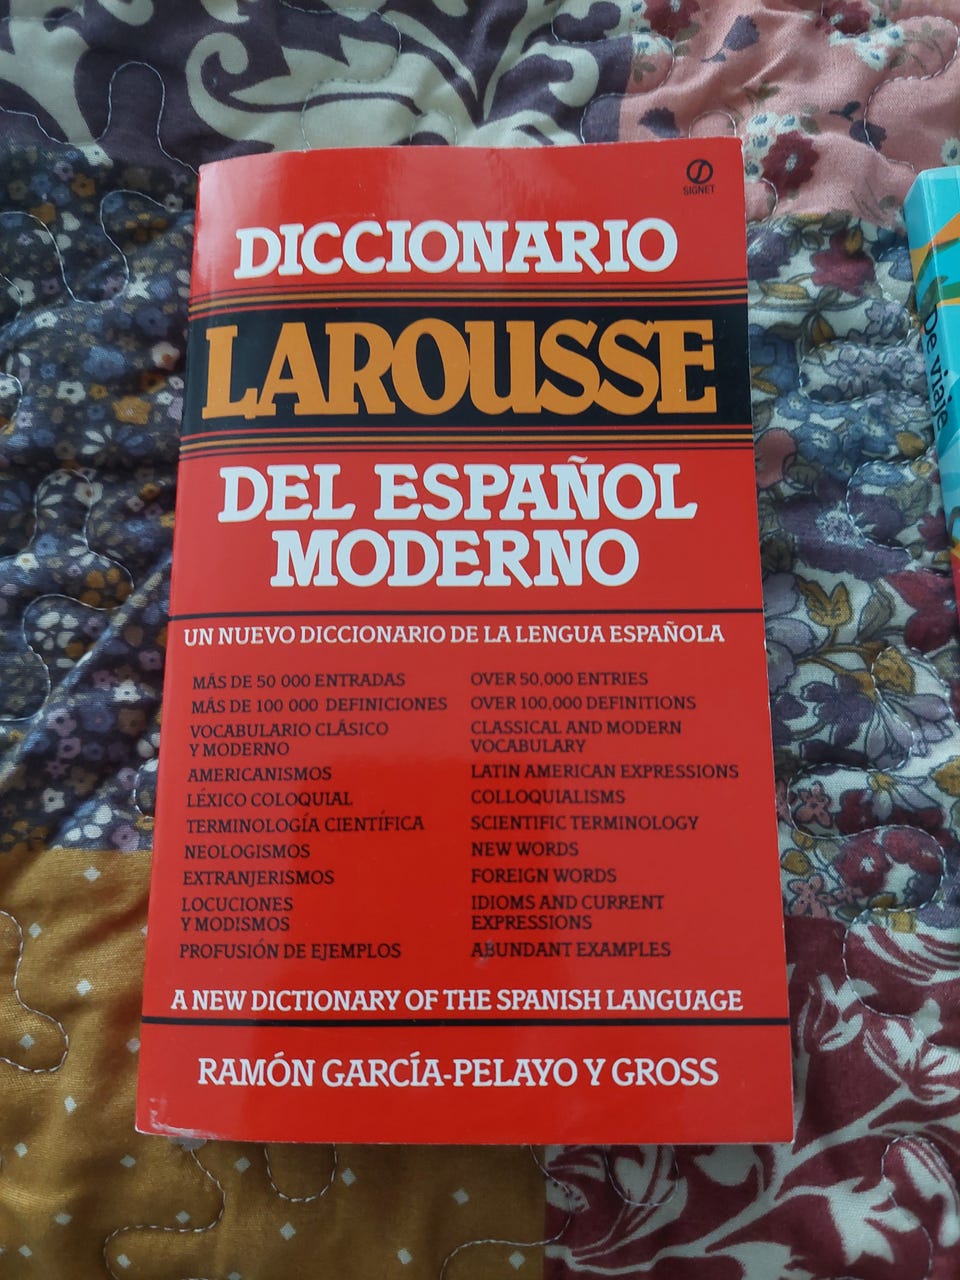 SIGNET
DICCIONARIO
LAROUSSE
DEL ESPAÑOL
MODERNO
UN NUEVO DICCIONARIO DE LA LENGUA ESPAÑOLA
MÁS DE 50 000 ENTRADAS
MÁS DE 100 000 DEFINICIONES
VOCABULARIO CLÁSICO
Y MODERNO
AMERICANISMOS
LÉXICO COLOQUIAL
TERMINOLOGÍA CIENTÍFICA
NEOLOGISMOS
EXTRANJERISMOS
LOCUCIONES
Y MODISMOS
PROFUSIÓN DE EJEMPLOS
OVER 50,000 ENTRIES
OVER 100,000 DEFINITIONS
CLASSICAL AND MODERN
VOCABULARY
LATIN AMERICAN EXPRESSIONS
COLLOQUIALISMS
SCIENTIFIC TERMINOLOGY
NEW WORDS
FOREIGN WORDS
IDIOMS AND CURRENT
EXPRESSIONS
ABUNDANT EXAMPLES
A NEW DICTIONARY OF THE SPANISH LANGUAGE
RAMÓN GARCÍA-PELAYO Y GROSS
De viaje